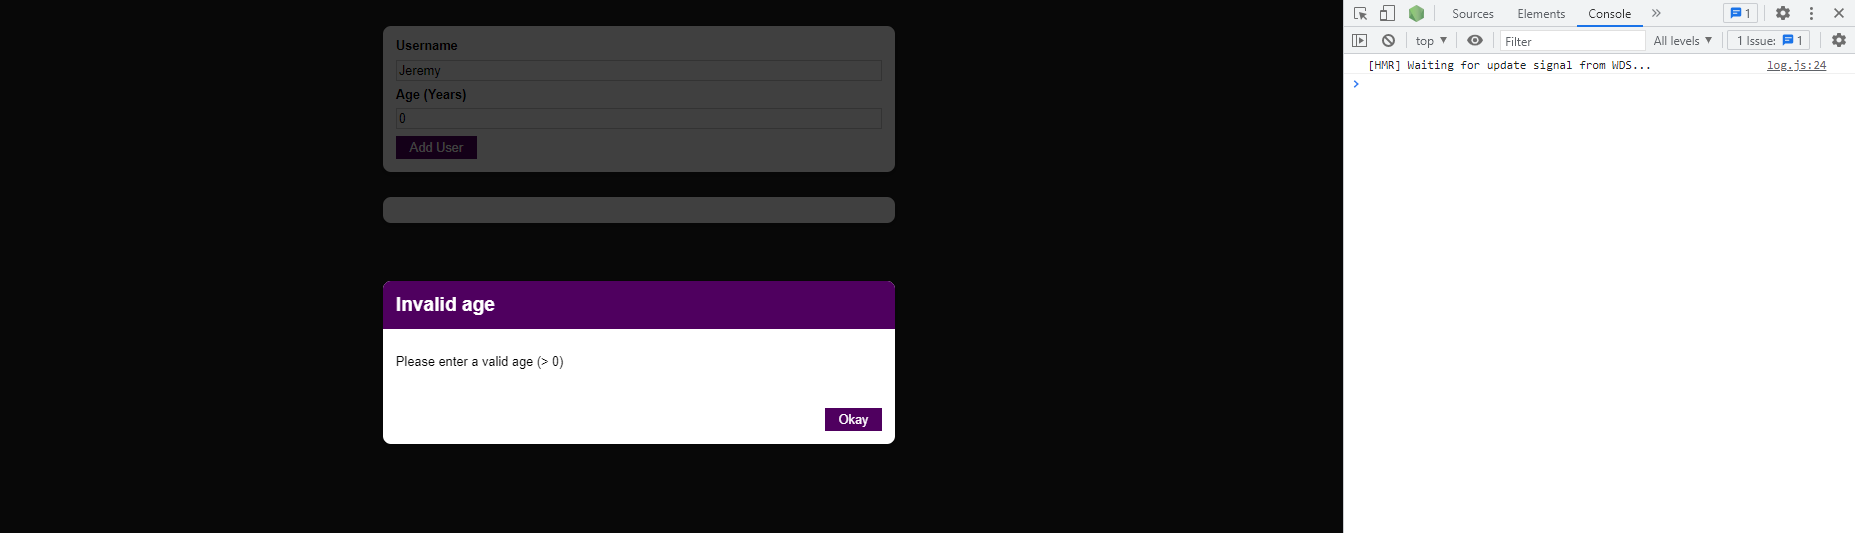 Username
Jeremy
Age (Years)
0
Add User
Invalid age
Please enter a valid age (> 0)
Okay
Sources Elements Console 1
top Filter All levels 1 Issue: 1
[HMR] Waiting for update signal from WDS... log.js:24